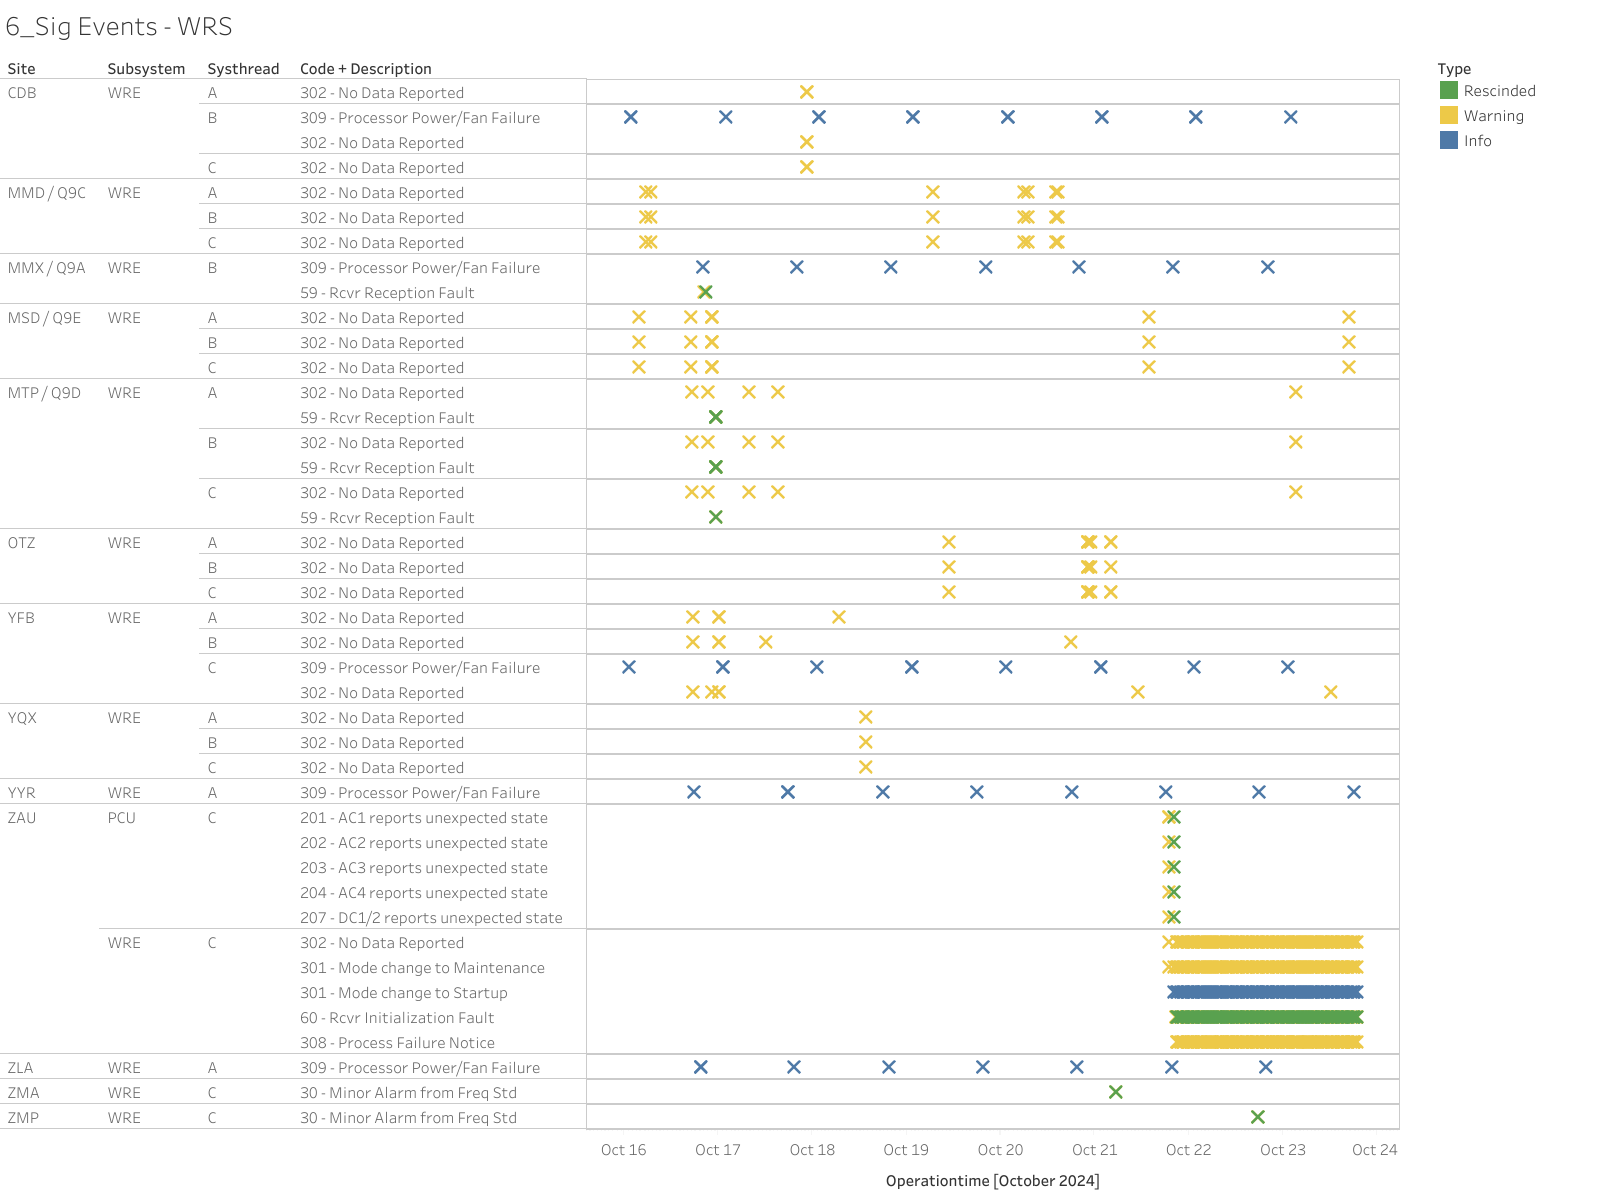 6_Sig Events - WRS
Site Subsystem Systhread Code + Description
Type
CDB WRE A 302 - No Data Reported
Rescinded
B 309 - Processor Power/Fan Failure
Warning
302 - No Data Reported
Info
C 302 - No Data Reported
MMD / Q9C WRE A 302 - No Data Reported
B 302 - No Data Reported
C 302 - No Data Reported
MMX / Q9A WRE B 309 - Processor Power/Fan Failure
59 - Rcvr Reception Fault
MSD / Q9E WRE A 302 - No Data Reported
B 302 - No Data Reported
C 302 - No Data Reported
MTP / Q9D WRE A 302 - No Data Reported
59 - Rcvr Reception Fault
B 302 - No Data Reported
59 - Rcvr Reception Fault
C 302 - No Data Reported
59 - Rcvr Reception Fault
OTZ WRE A 302 - No Data Reported
B 302 - No Data Reported
C 302 - No Data Reported
YFB WRE A 302 - No Data Reported
B 302 - No Data Reported
C 309 - Processor Power/Fan Failure
302 - No Data Reported
YQX WRE A 302 - No Data Reported
B 302 - No Data Reported
C 302 - No Data Reported
YYR WRE A 309 - Processor Power/Fan Failure
ZAU PCU C 201 - AC1 reports unexpected state
202 - AC2 reports unexpected state
203 - AC3 reports unexpected state
204 - AC4 reports unexpected state
207 - DC1/2 reports unexpected state
WRE C 302 - No Data Reported
301 - Mode change to Maintenance
301 - Mode change to Startup
60 - Rcvr Initialization Fault
308 - Process Failure Notice
ZLA WRE A 309 - Processor Power/Fan Failure
ZMA WRE C 30 - Minor Alarm from Freq Std
ZMP WRE C 30 - Minor Alarm from Freq Std
Oct 16 Oct 17 Oct 18 Oct 19 Oct 20 Oct 21 Oct 22 Oct 23 Oct 24
Operationtime [October 2024]